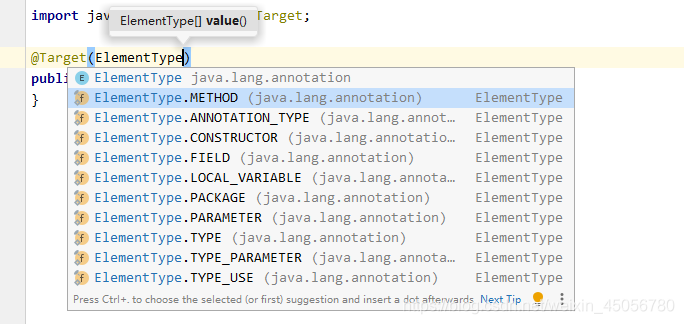 import jav Target;
ElementType[] value()
@Target(ElementType)
pub
}
E ElementType java.lang.annotation
f ElementType.METHOD (java.lang.annotation) ElementType
f ElementType.ANNOTATION_TYPE (java.lang.annot... ElementType
f ElementType.CONSTRUCTOR (java.lang.annotatio... ElementType
f ElementType.FIELD (java.lang.annotation) ElementType
f ElementType.LOCAL_VARIABLE (java.lang.annota... ElementType
f ElementType.PACKAGE (java.lang.annotation) ElementType
f ElementType.PARAMETER (java.lang.annotation) ElementType
f ElementType.TYPE (java.lang.annotation) ElementType
f ElementType.TYPE_PARAMETER (java.lang.annota... ElementType
f ElementType.TYPE_USE (java.lang.annotation) ElementType
Press Ctrl+. to choose the selected (or first) suggestion and insert a dot afterwards Next Tip
https://blog.csdn.net/weixin_45056780